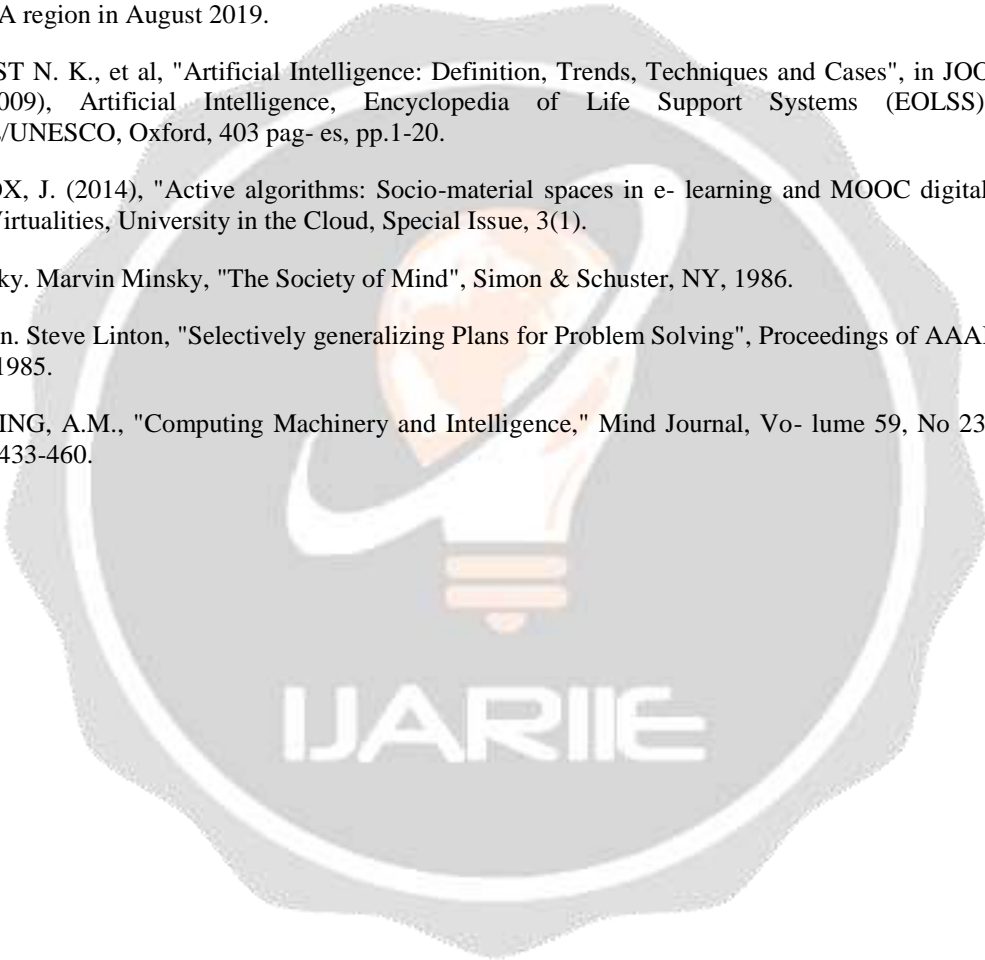 A region in August 2019.
ST N. K., et al, "Artificial Intelligence: Definition, Trends, Techniques and Cases", in JOO
009), Artificial Intelligence, Encyclopedia of Life Support Systems (EOLSS)
/UNESCO, Oxford, 403 pag- es, pp.1-20.
OX, J. (2014), "Active algorithms: Socio-material spaces in e- learning and MOOC digital
Virtualities, University in the Cloud, Special Issue, 3(1).
ky. Marvin Minsky, "The Society of Mind", Simon & Schuster, NY, 1986.
n. Steve Linton, "Selectively generalizing Plans for Problem Solving", Proceedings of AAAI
1985.
ING, A.M., "Computing Machinery and Intelligence," Mind Journal, Vo- lume 59, No 23
433-460.
IJARIIE